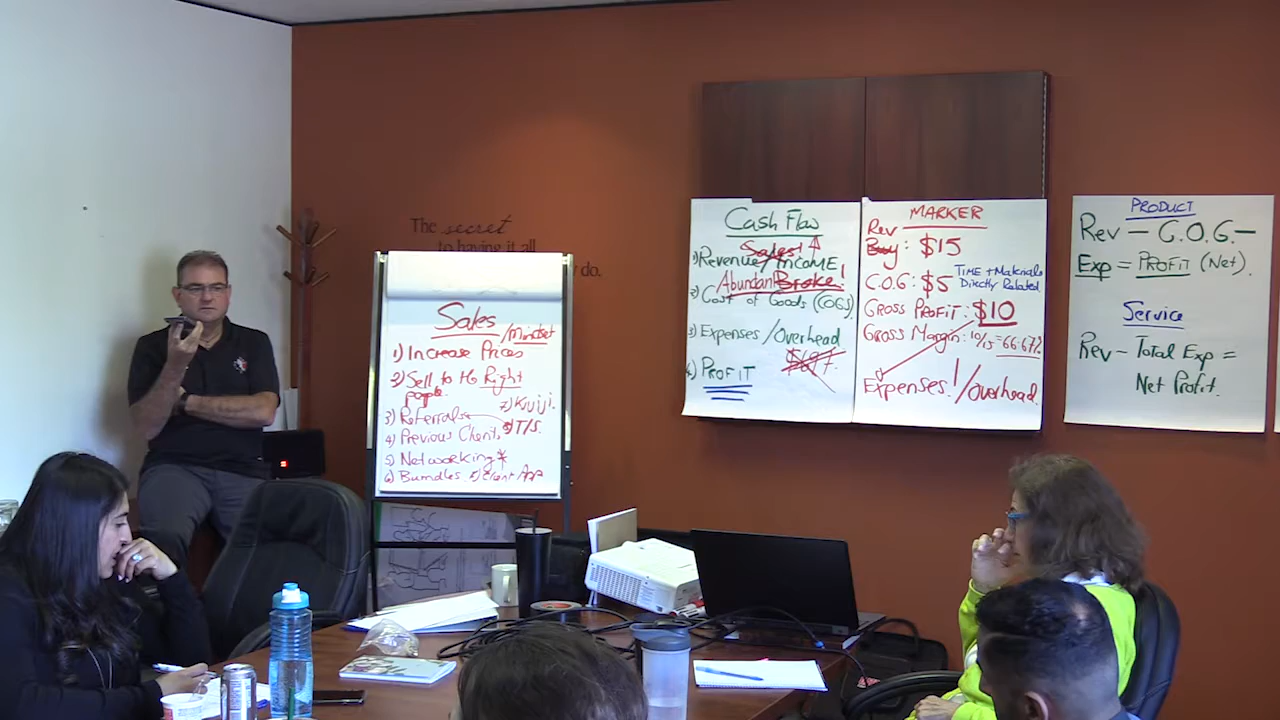 The secret
to having it all
do.
Sales
/Mindset
1) Increase Prices
2) Sell to the Right
people.
7) Kijiji.
3) Referrals
8) T/S.
4) Previous Clients
5) Networking *
6) Bundles. 5) Client App
Cash Flow
Sales!
1) Revenue/Income
Abundant Broke!
2) Cost of Goods (COGS)
3) Expenses/Overhead
4) PROFIT
MARKER
Rev
Buy: $15
C.O.G: $5 Time + Materials
Directly Related
Gross Profit: $10
Gross Margin: 10/15=66.67%
Expenses!/Overhead.
PRODUCT
Rev – C.O.G. –
Exp = PROFIT (Net).
Service
Rev – Total Exp =
Net Profit.